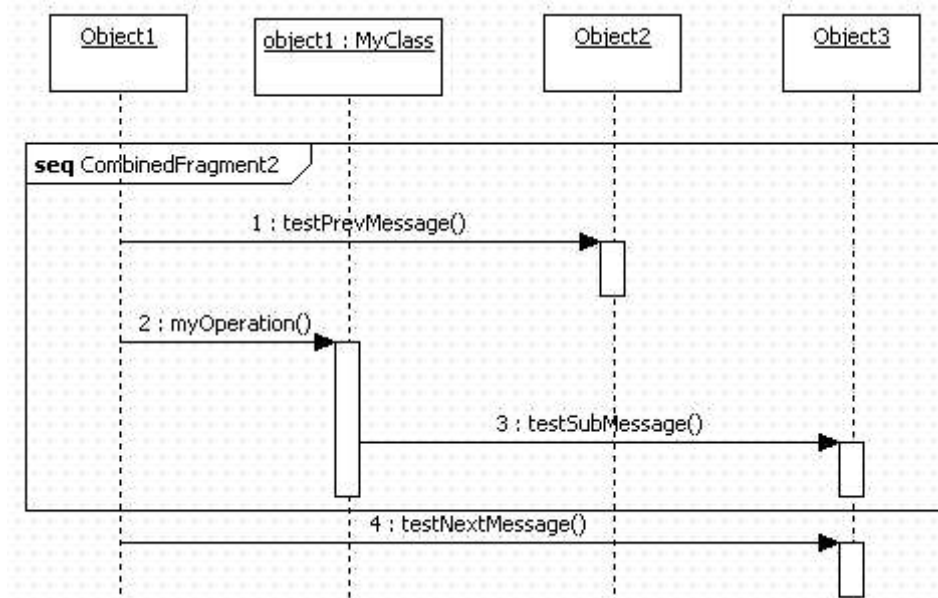 Object1
object1 : MyClass
Object2
Object3
seq CombinedFragment2
1 : testPrevMessage()
2 : myOperation()
3 : testSubMessage()
4 : testNextMessage()